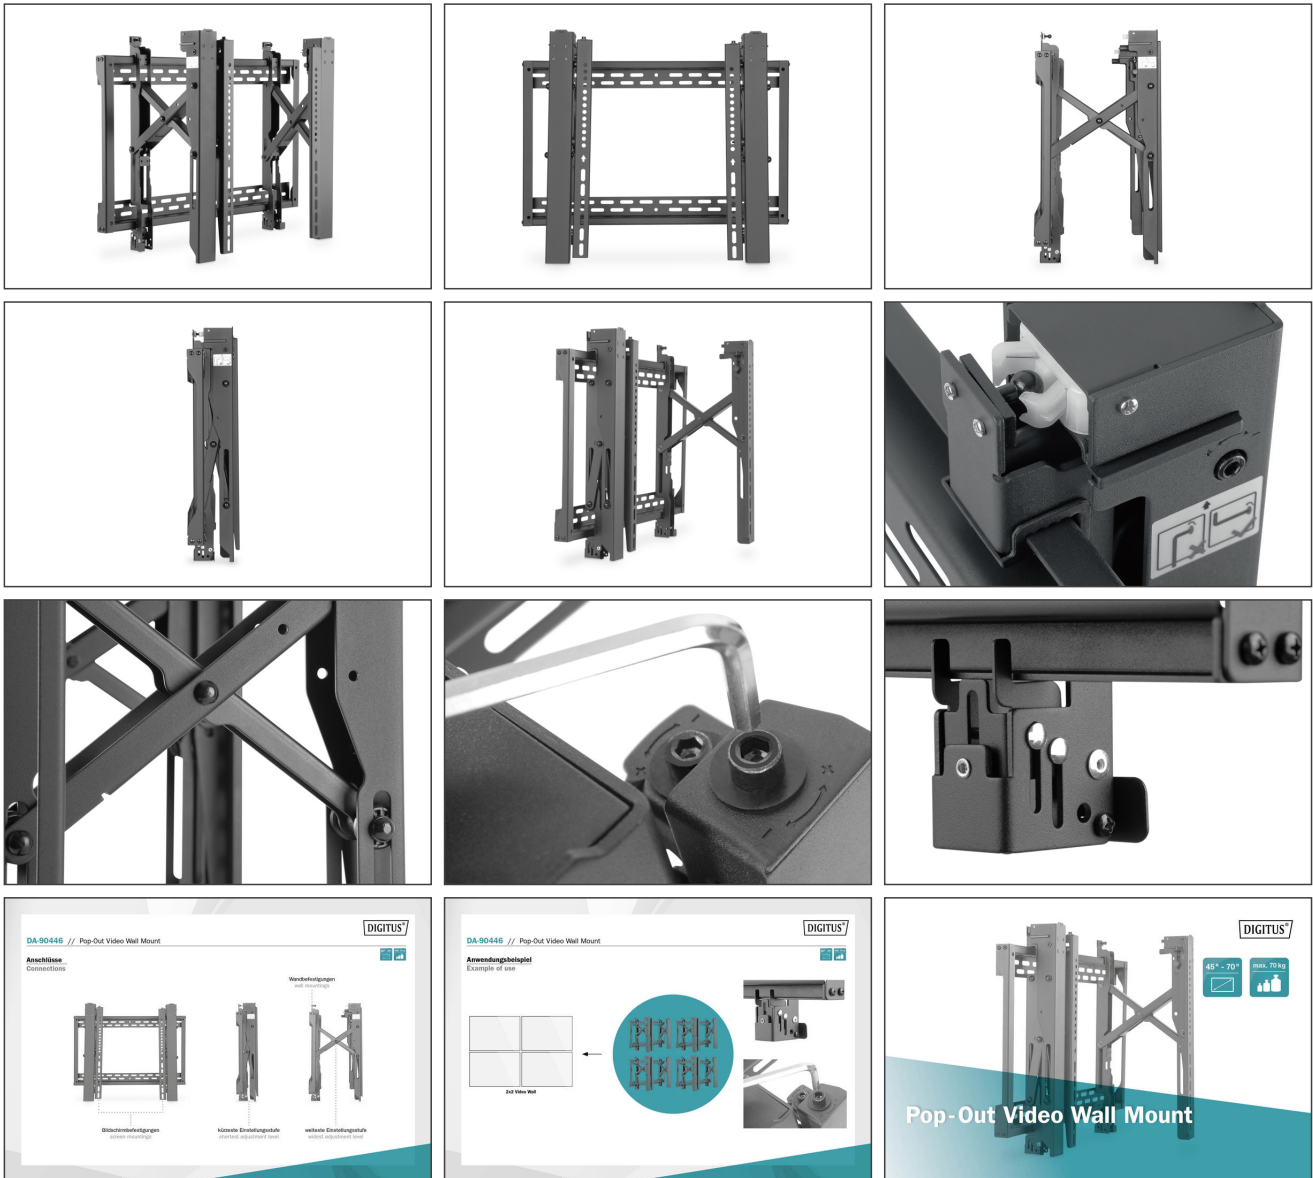 DIGITUS®
DA-90446 // Pop-Out Video Wall Mount
Anschlüsse
Connections
Wandbefestigungen
wall mountings
Bildschirmbefestigungen
screen mountings
kürzeste Einstellungsstufe
shortest adjustment level
weiteste Einstellungsstufe
widest adjustment level
DIGITUS®
DA-90446 // Pop-Out Video Wall Mount
Anwendungsbeispiel
Example of use
2x2 Video Wall
DIGITUS®
45" - 70"
max. 70 kg
Pop-Out Video Wall Mount